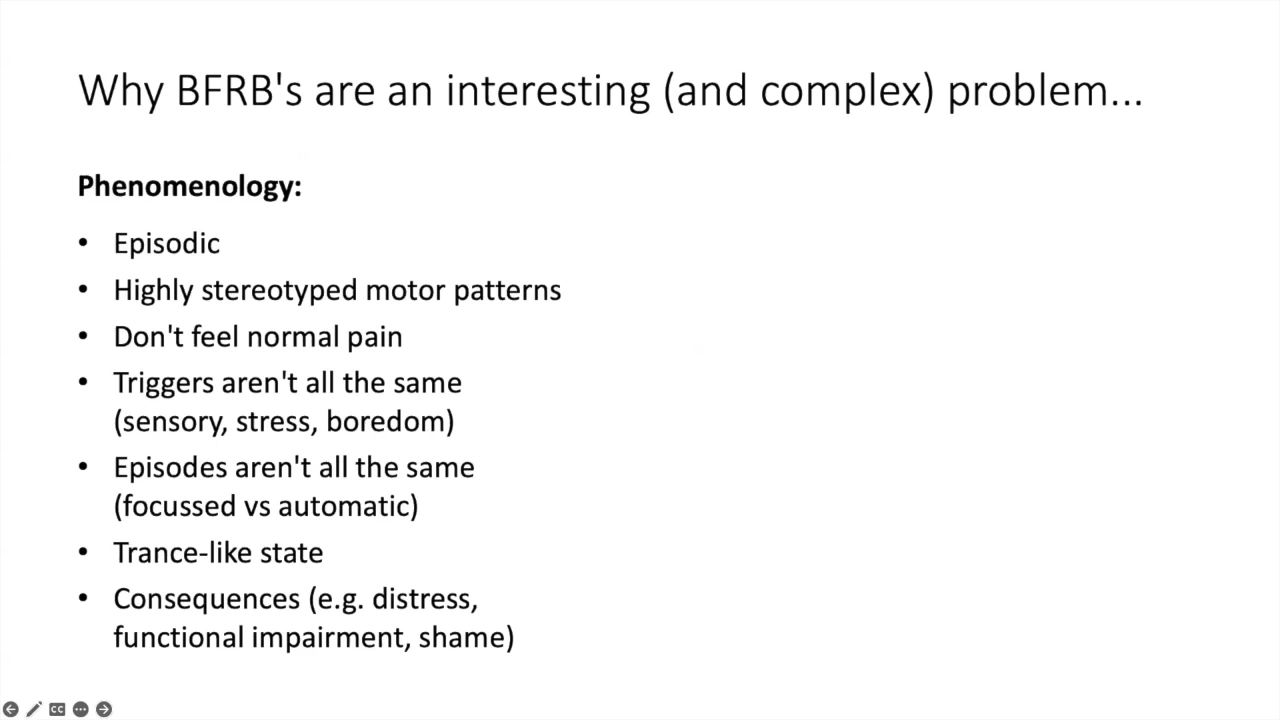 Why BFRB's are an interesting (and complex) problem...
Phenomenology:
• Episodic
• Highly stereotyped motor patterns
• Don't feel normal pain
• Triggers aren't all the same
(sensory, stress, boredom)
• Episodes aren't all the same
(focussed vs automatic)
• Trance-like state
• Consequences (e.g. distress,
functional impairment, shame)
CC